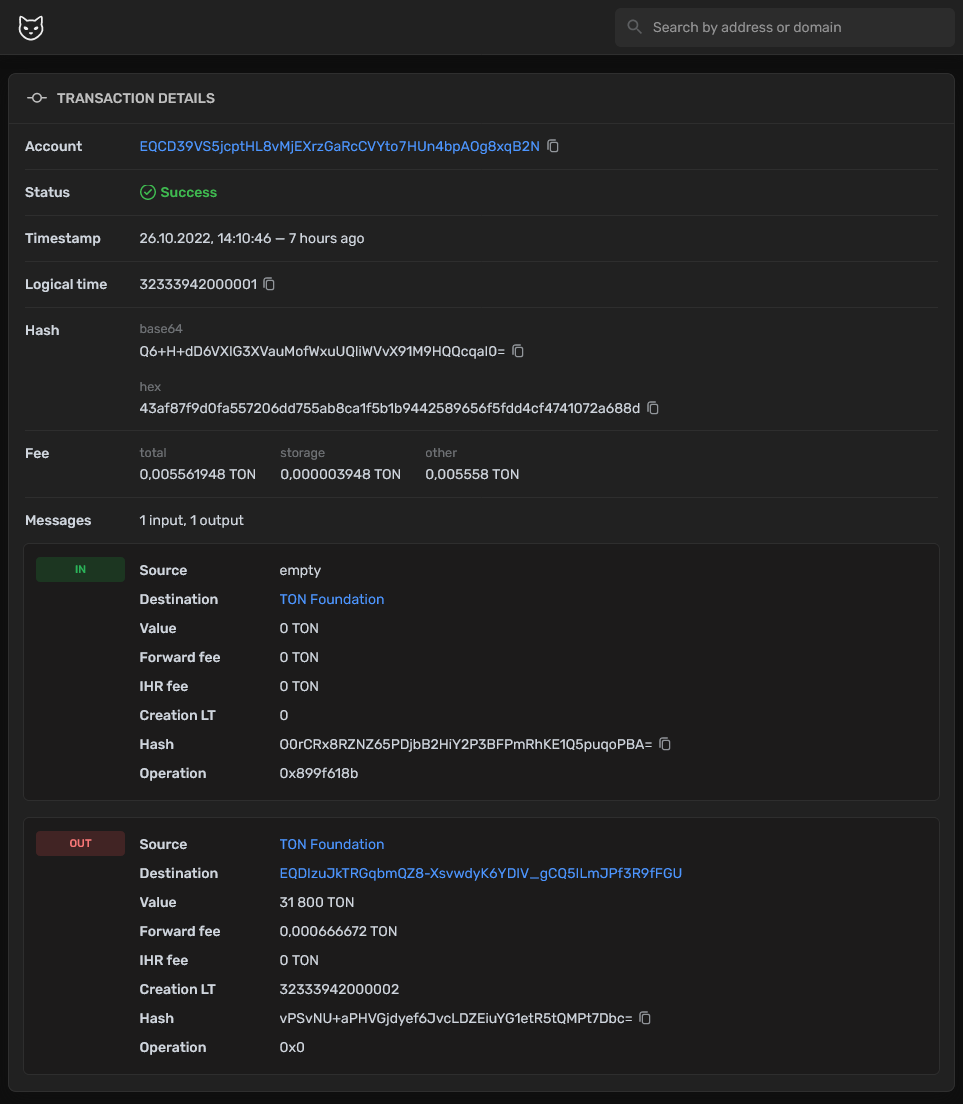 Search by address or domain
TRANSACTION DETAILS
Account EQCD39VS5jcptHL8vMjEXrzGaRcCVYto7HUn4bpAOg8xqB2N
Status Success
Timestamp 26.10.2022, 14:10:46 — 7 hours ago
Logical time 32333942000001
Hash base64
Q6+H+dD6VXIG3XVauMofWxuUQliWVvX91M9HQQcqaI0=
hex
43af87f9d0fa557206dd755ab8ca1f5b1b9442589656f5fdd4cf4741072a688d
Fee total storage other
0,005561948 TON 0,000003948 TON 0,005558 TON
Messages 1 input, 1 output
IN Source empty
Destination TON Foundation
Value 0 TON
Forward fee 0 TON
IHR fee 0 TON
Creation LT 0
Hash O0rCRx8RZNZ65PDjbB2HiY2P3BFPmRhKE1Q5puqoPBA=
Operation 0x899f618b
OUT Source TON Foundation
Destination EQDIzuJkTRGqbmQZ8-XsvwdyK6YDIV_gCQ5ILmJPf3R9fFGU
Value 31 800 TON
Forward fee 0,000666672 TON
IHR fee 0 TON
Creation LT 32333942000002
Hash vPSvNU+aPHVGjdyef6JvcLDZEiuYG1etR5tQMPt7Dbc=
Operation 0x0